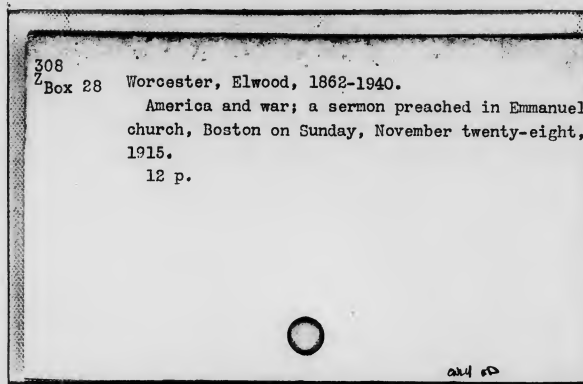 308
Z
Box 28 Worcester, Elwood, 1862-1940.
America and war; a sermon preached in Emmanuel
church, Boston on Sunday, November twenty-eight,
1915.
12 p.